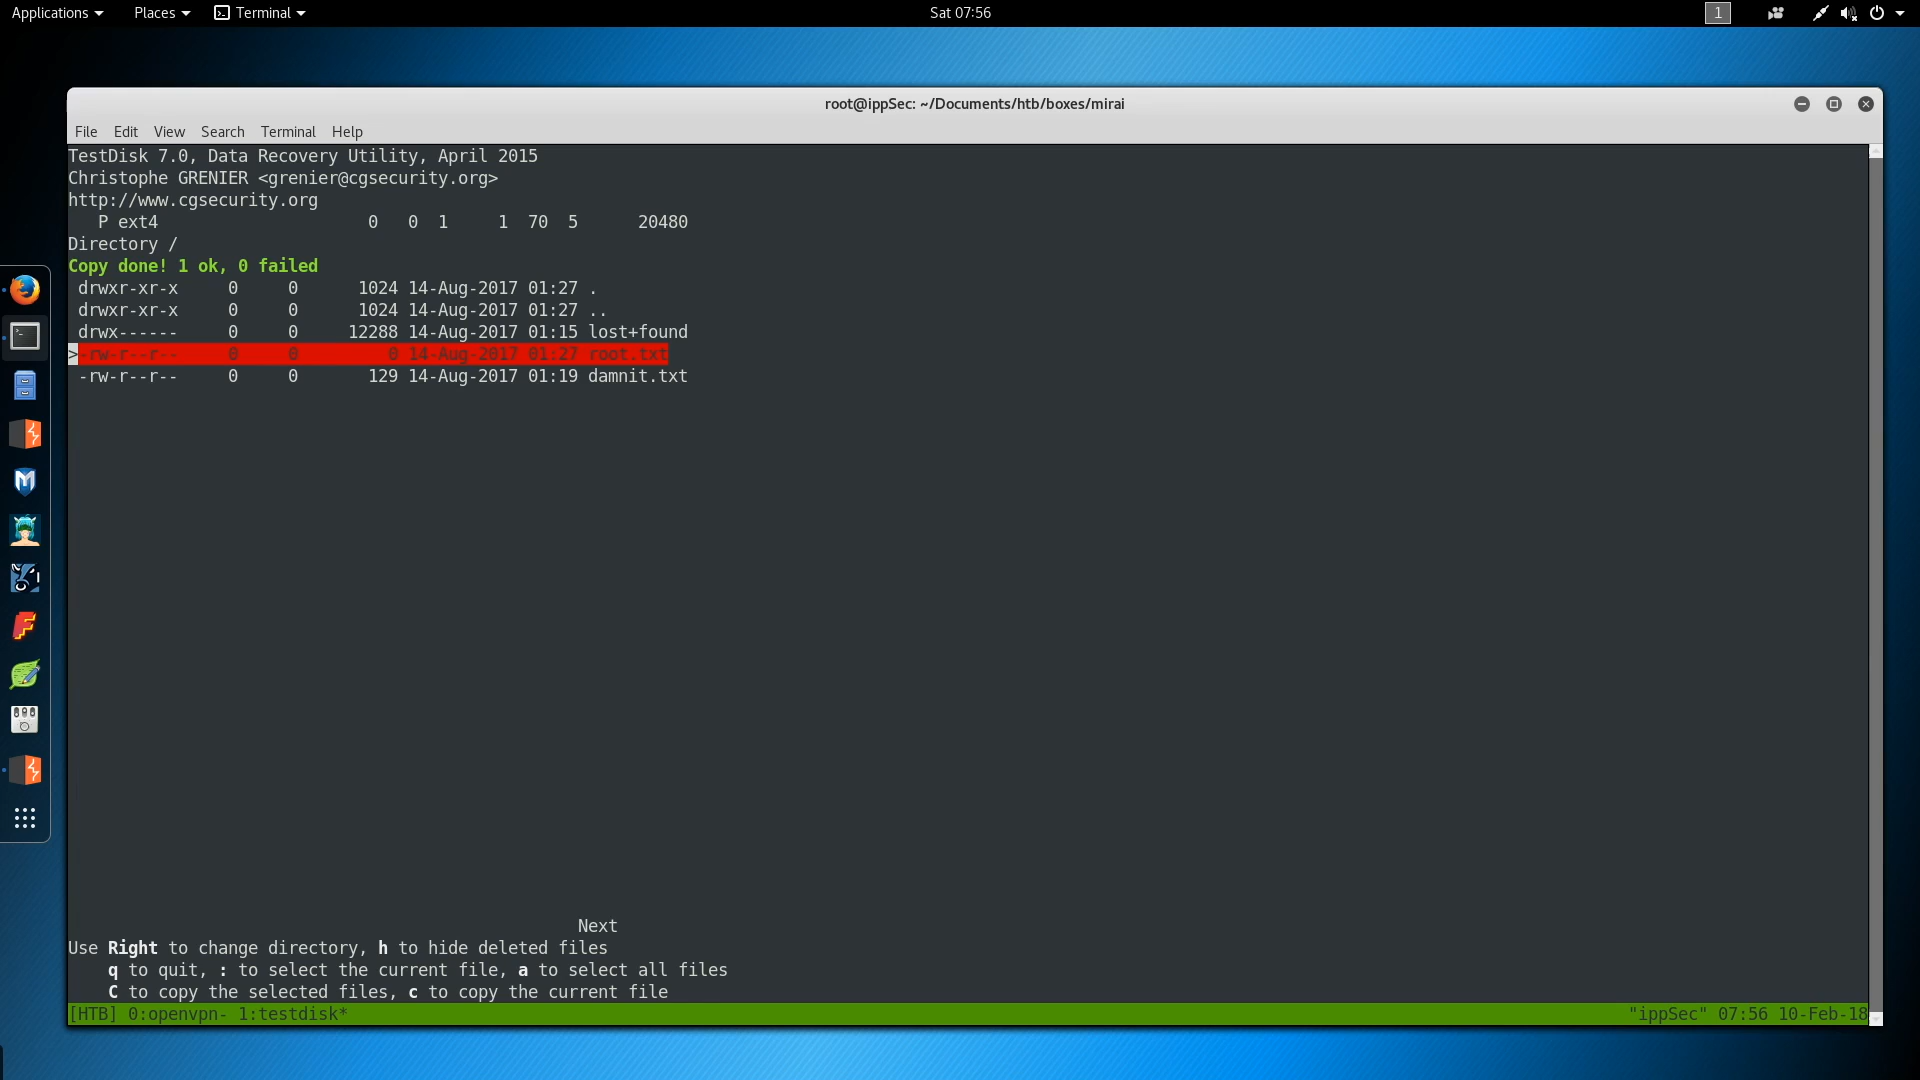 Applications Places Terminal Sat 07:56 1
root@ippSec: ~/Documents/htb/boxes/mirai
File Edit View Search Terminal Help
TestDisk 7.0, Data Recovery Utility, April 2015
Christophe GRENIER <grenier@cgsecurity.org>
http://www.cgsecurity.org
P ext4 0 0 1 1 70 5 20480
Directory /
Copy done! 1 ok, 0 failed
drwxr-xr-x 0 0 1024 14-Aug-2017 01:27 .
drwxr-xr-x 0 0 1024 14-Aug-2017 01:27 ..
drwx------ 0 0 12288 14-Aug-2017 01:15 lost+found
>-rw-r--r-- 0 0 0 14-Aug-2017 01:27 root.txt
-rw-r--r-- 0 0 129 14-Aug-2017 01:19 damnit.txt
Next
Use Right to change directory, h to hide deleted files
q to quit, : to select the current file, a to select all files
C to copy the selected files, c to copy the current file
[HTB] 0:openvpn- 1:testdisk* "ippSec" 07:56 10-Feb-18